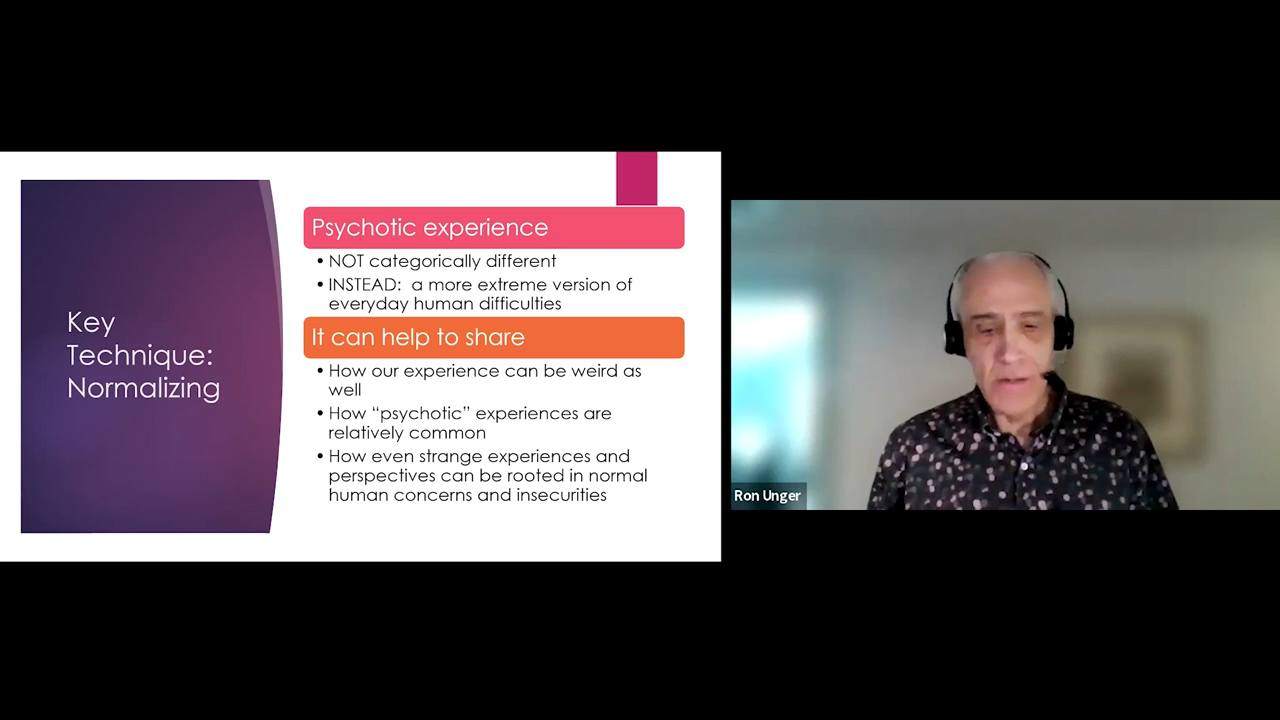 Key
Technique:
Normalizing
Psychotic experience
• NOT categorically different
• INSTEAD:  a more extreme version of
everyday human difficulties
It can help to share
• How our experience can be weird as
well
• How “psychotic” experiences are
relatively common
• How even strange experiences and
perspectives can be rooted in normal
human concerns and insecurities
Ron Unger